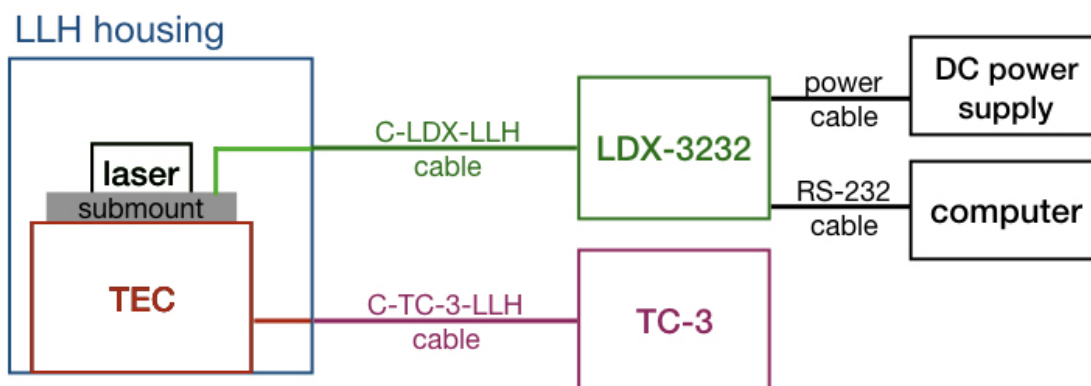 LLH housing
laser
submount
TEC
C-LDX-LLH
cable
C-TC-3-LLH
cable
LDX-3232
TC-3
power
cable
RS-232
cable
DC power
supply
computer